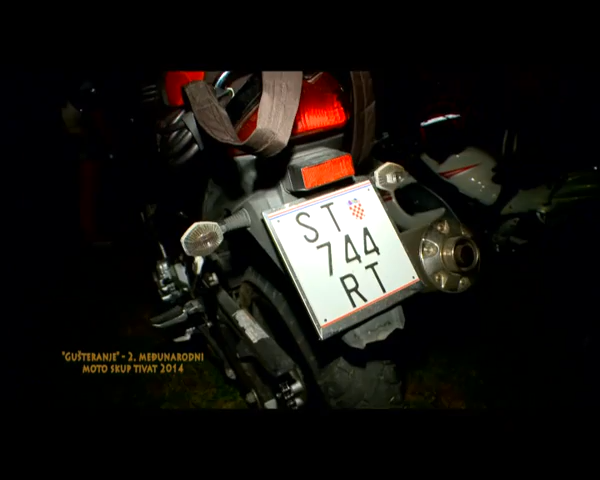 ST
744
RT
"GUŠTERANJE" - 2. MEĐUNARODNI
MOTO SKUP TIVAT 2014